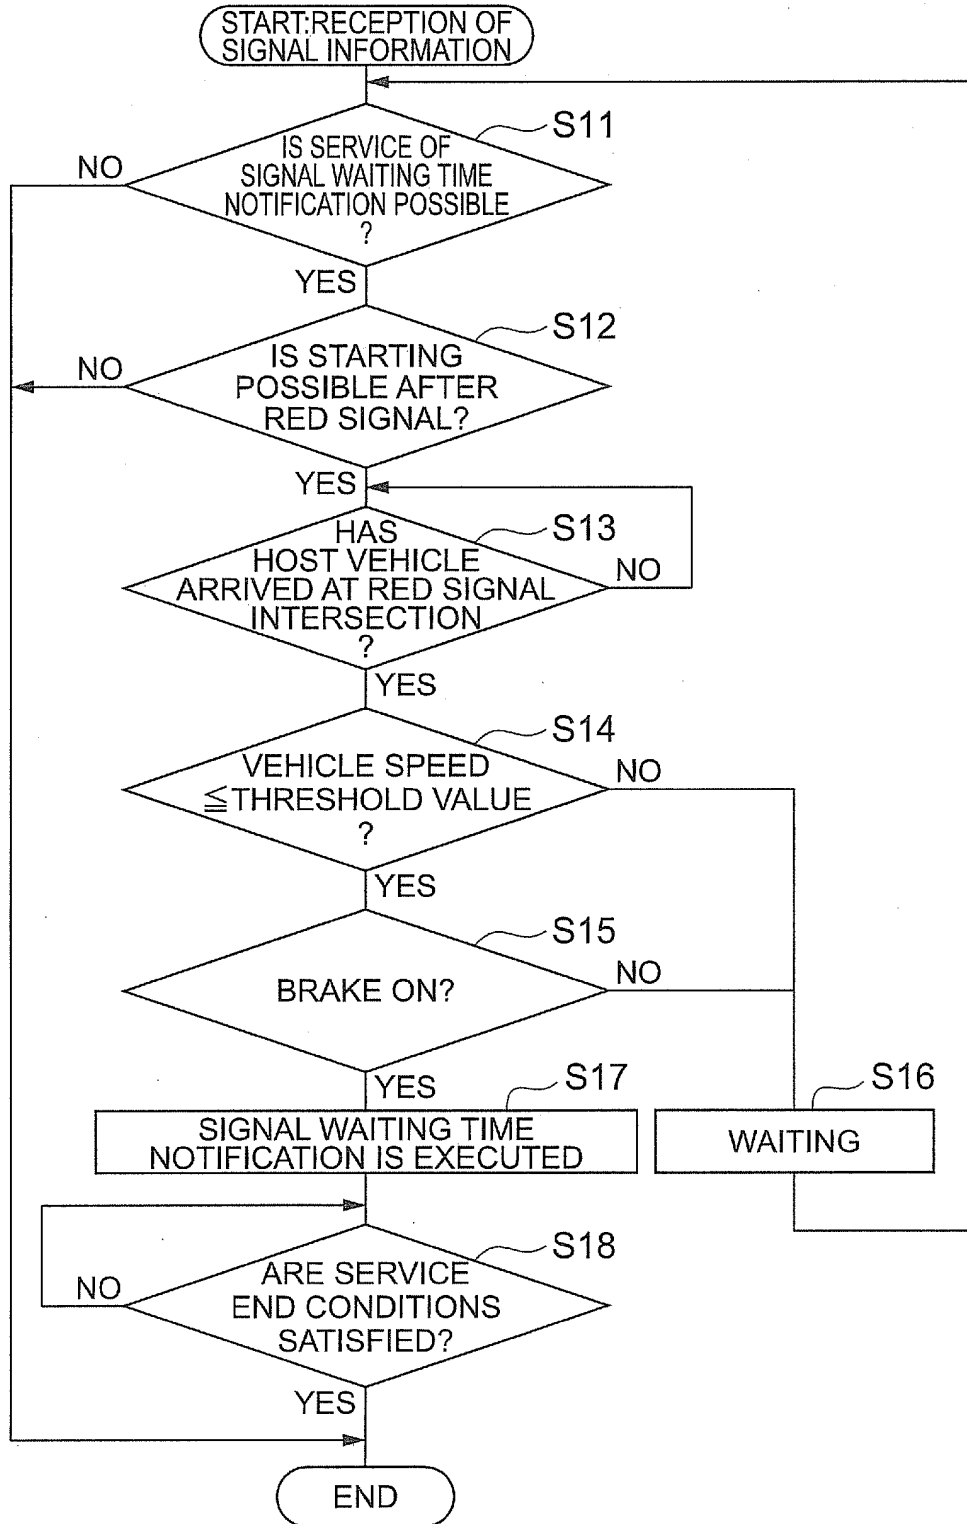 START:RECEPTION OF
SIGNAL INFORMATION
S11
NO
IS SERVICE OF
SIGNAL WAITING TIME
NOTIFICATION POSSIBLE
?
YES
S12
NO
IS STARTING
POSSIBLE AFTER
RED SIGNAL?
YES
S13
HAS
HOST VEHICLE
ARRIVED AT RED SIGNAL
INTERSECTION
?
NO
YES
S14
VEHICLE SPEED
≦THRESHOLD VALUE
?
NO
YES
S15
BRAKE ON?
NO
YES
S17
SIGNAL WAITING TIME
NOTIFICATION IS EXECUTED
S16
WAITING
S18
NO
ARE SERVICE
END CONDITIONS
SATISFIED?
YES
END